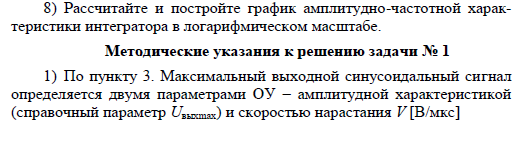 8) Рассчитайте и постройте график амплитудно-частотной харак-
теристики интегратора в логарифмическом масштабе.
Методические указания к решению задачи № 1
1) По пункту 3. Максимальный выходной синусоидальный сигнал
определяется двумя параметрами ОУ – амплитудной характеристикой
(справочный параметр Uвыхmax) и скоростью нарастания V [В/мкс]